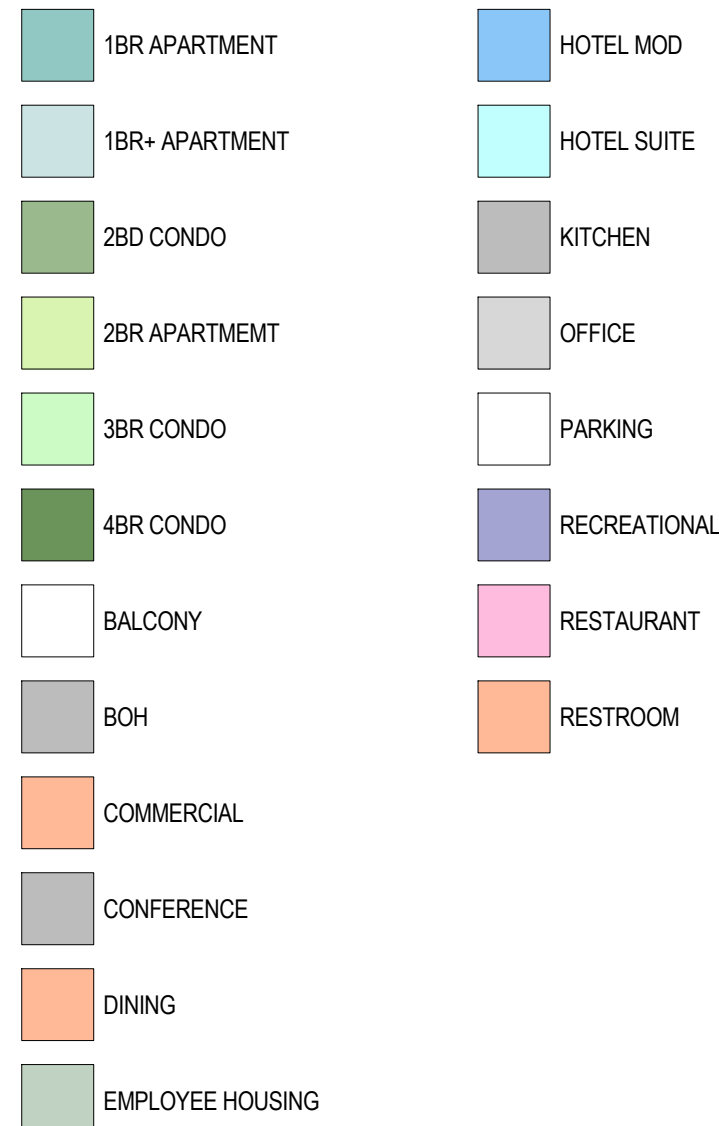 1BR APARTMENT
1BR+ APARTMENT
2BD CONDO
2BR APARTMEMT
3BR CONDO
4BR CONDO
BALCONY
BOH
COMMERCIAL
CONFERENCE
DINING
EMPLOYEE HOUSING
HOTEL MOD
HOTEL SUITE
KITCHEN
OFFICE
PARKING
RECREATIONAL
RESTAURANT
RESTROOM